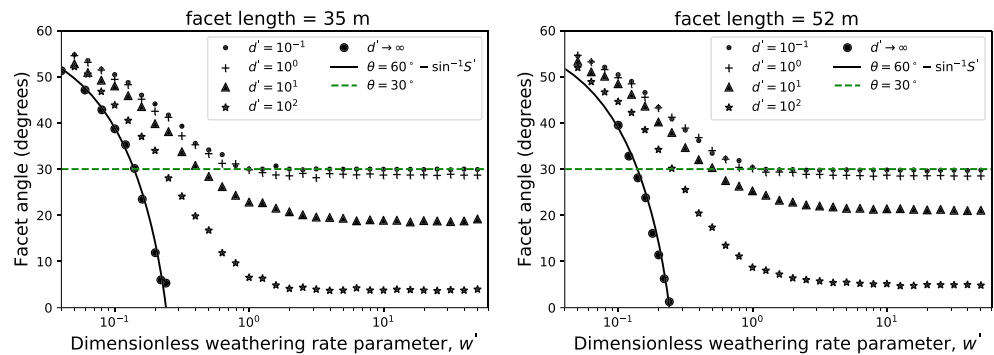 facet length = 35 m
60
50
40
30
20
10
0
Facet angle (degrees)
d' = 10⁻¹
d' = 10⁰
d' = 10¹
d' = 10²
d' → ∞
θ = 60° − sin⁻¹S'
θ = 30°
10⁻¹
10⁰
10¹
Dimensionless weathering rate parameter, w'
facet length = 52 m
60
50
40
30
20
10
0
Facet angle (degrees)
d' = 10⁻¹
d' = 10⁰
d' = 10¹
d' = 10²
d' → ∞
θ = 60° − sin⁻¹S'
θ = 30°
10⁻¹
10⁰
10¹
Dimensionless weathering rate parameter, w'